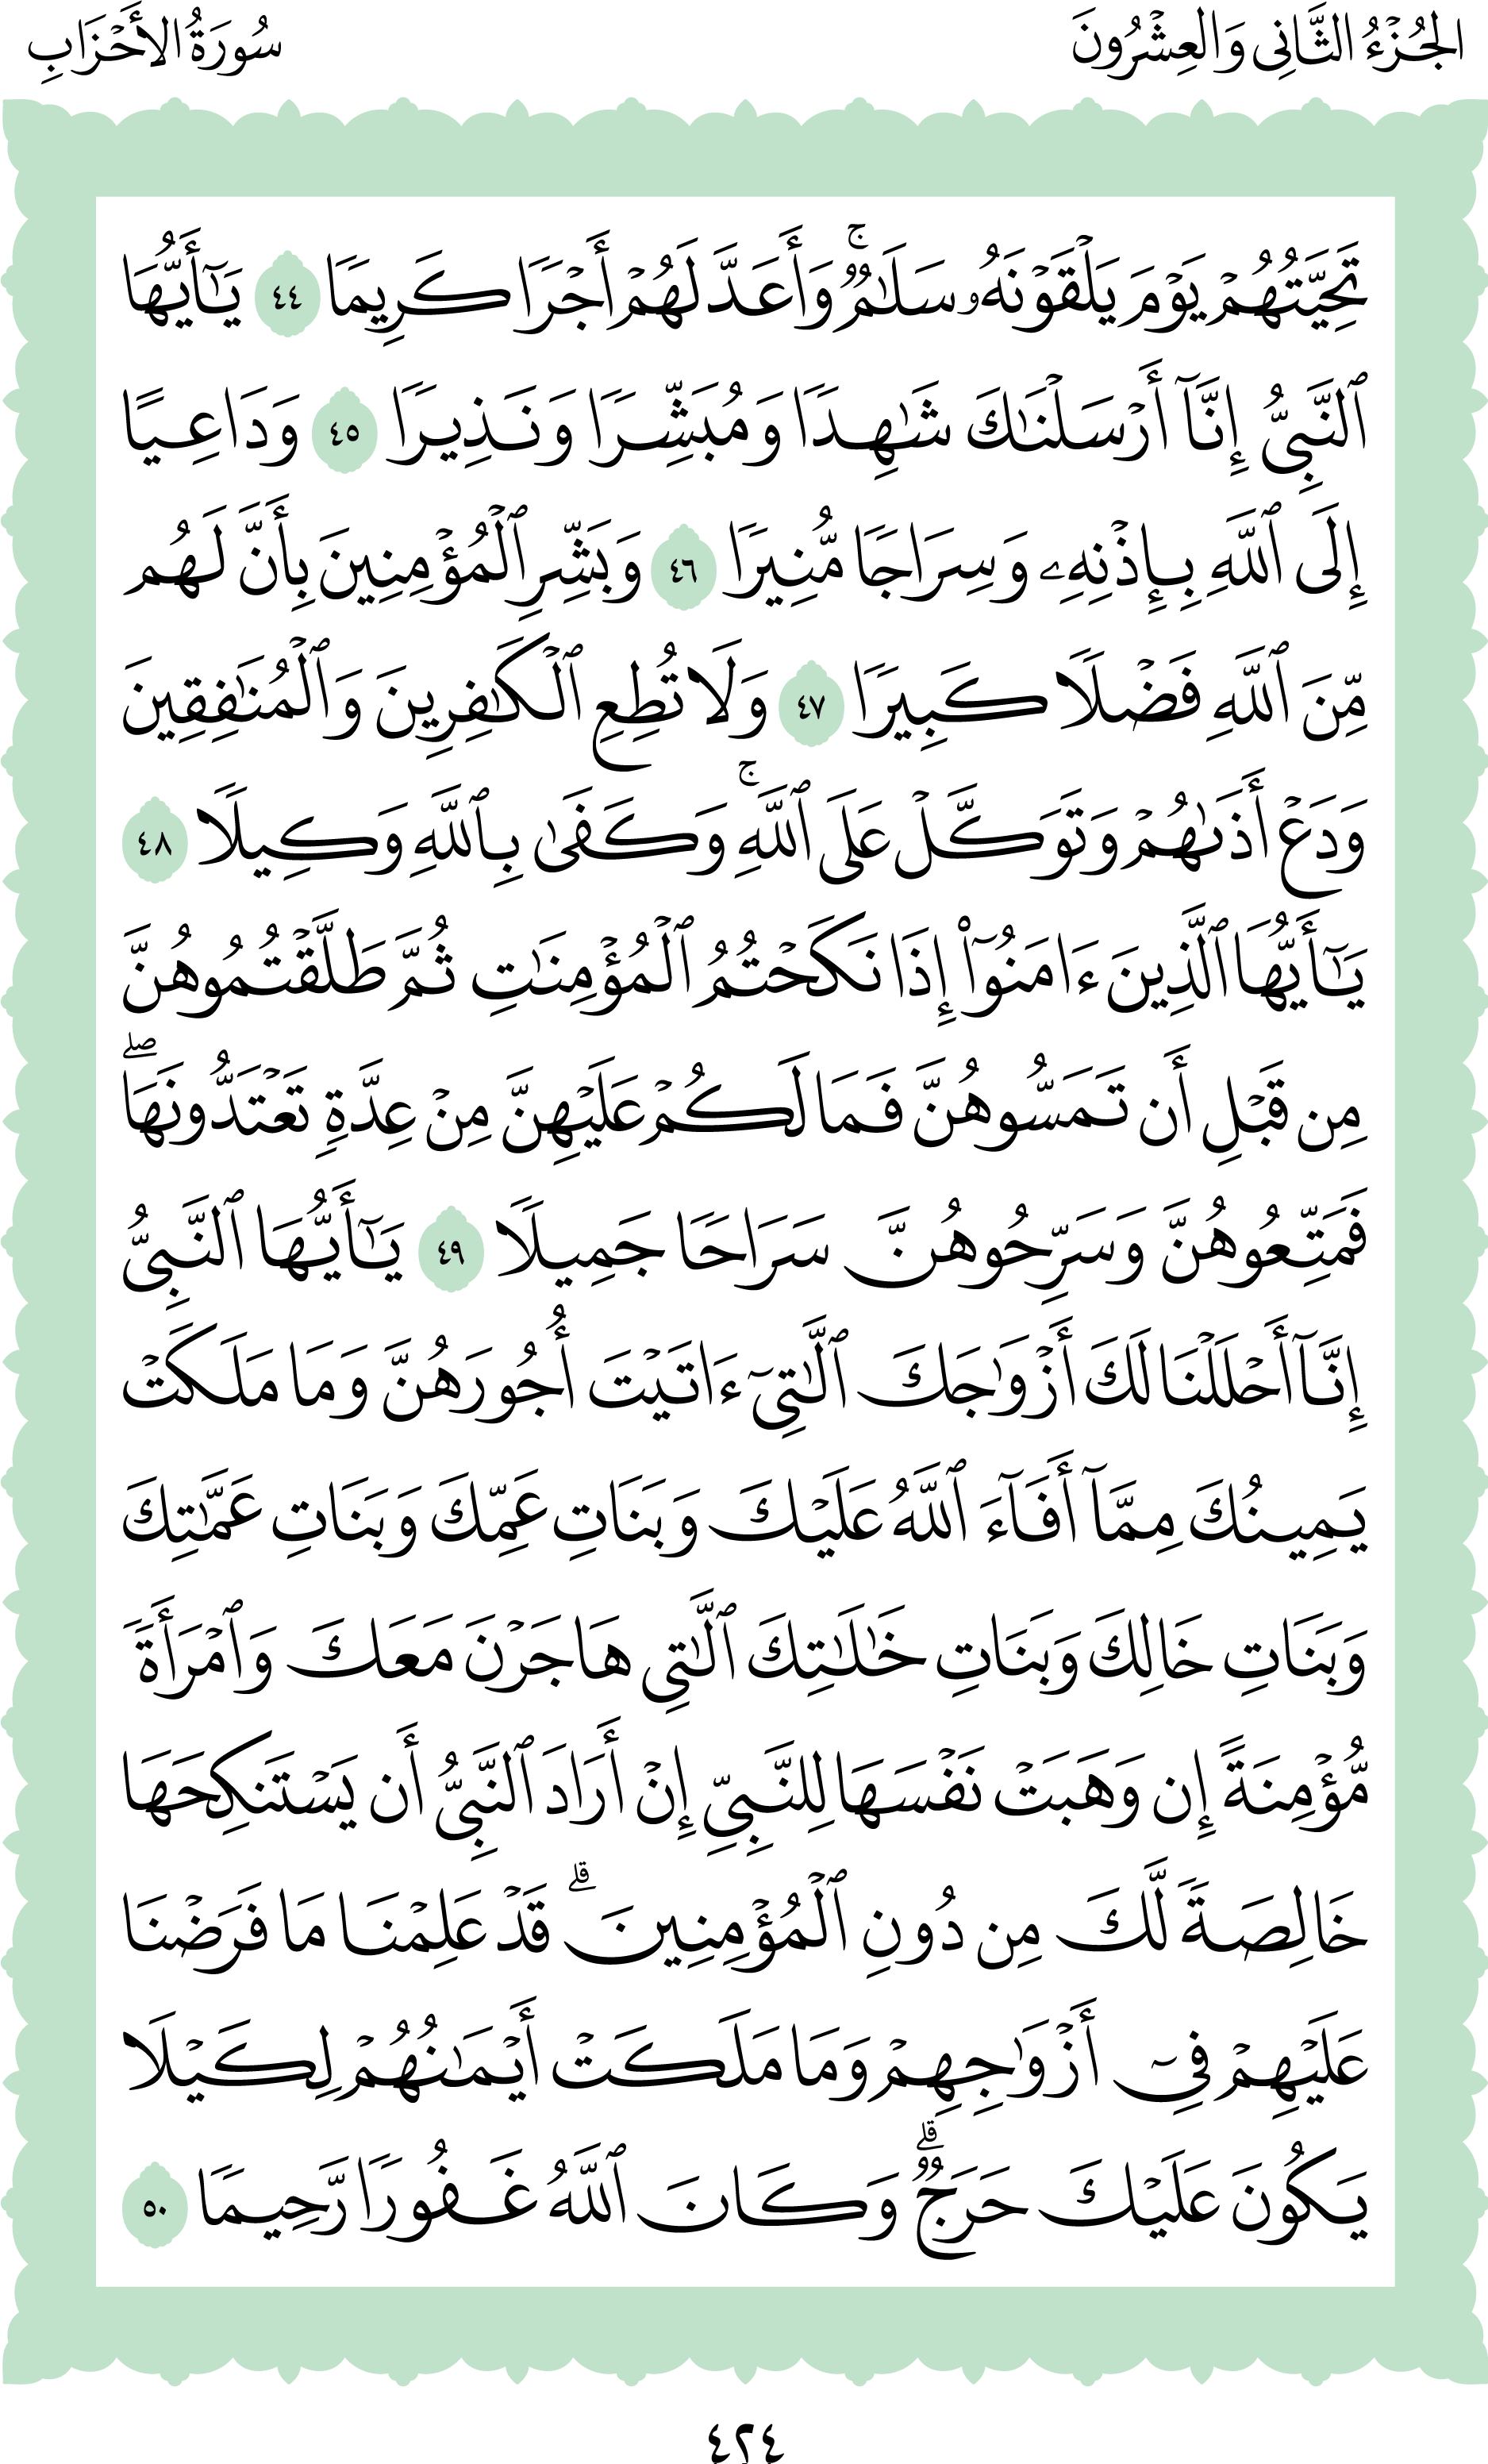 الجُزْءُ الثَّانِي وَالعِشْرُونَ
سُورَةُ الأَحْزَابِ
تَحِيَّتُهُمْ يَوْمَ يَلْقَوْنَهُۥ سَلَٰمٌۚ وَأَعَدَّ لَهُمْ أَجْرًا كَرِيمًا ٤٤ يَٰٓأَيُّهَا
ٱلنَّبِيُّ إِنَّآ أَرْسَلْنَٰكَ شَٰهِدًا وَمُبَشِّرًا وَنَذِيرًا ٤٥ وَدَاعِيًا
إِلَى ٱللَّهِ بِإِذْنِهِۦ وَسِرَاجًا مُّنِيرًا ٤٦ وَبَشِّرِ ٱلْمُؤْمِنِينَ بِأَنَّ لَهُم
مِّنَ ٱللَّهِ فَضْلًا كَبِيرًا ٤٧ وَلَا تُطِعِ ٱلْكَٰفِرِينَ وَٱلْمُنَٰفِقِينَ
وَدَعْ أَذَىٰهُمْ وَتَوَكَّلْ عَلَى ٱللَّهِۚ وَكَفَىٰ بِٱللَّهِ وَكِيلًا ٤٨
يَٰٓأَيُّهَا ٱلَّذِينَ ءَامَنُوٓا۟ إِذَا نَكَحْتُمُ ٱلْمُؤْمِنَٰتِ ثُمَّ طَلَّقْتُمُوهُنَّ
مِن قَبْلِ أَن تَمَسُّوهُنَّ فَمَا لَكُمْ عَلَيْهِنَّ مِنْ عِدَّةٍ تَعْتَدُّونَهَاۖ
فَمَتِّعُوهُنَّ وَسَرِّحُوهُنَّ سَرَاحًا جَمِيلًا ٤٩ يَٰٓأَيُّهَا ٱلنَّبِيُّ
إِنَّآ أَحْلَلْنَا لَكَ أَزْوَٰجَكَ ٱلَّٰتِيٓ ءَاتَيْتَ أُجُورَهُنَّ وَمَا مَلَكَتْ
يَمِينُكَ مِمَّآ أَفَآءَ ٱللَّهُ عَلَيْكَ وَبَنَاتِ عَمِّكَ وَبَنَاتِ عَمَّٰتِكَ
وَبَنَاتِ خَالِكَ وَبَنَاتِ خَٰلَٰتِكَ ٱلَّٰتِي هَاجَرْنَ مَعَكَ وَٱمْرَأَةً
مُّؤْمِنَةً إِن وَهَبَتْ نَفْسَهَا لِلنَّبِيِّ إِنْ أَرَادَ ٱلنَّبِيُّ أَن يَسْتَنكِحَهَا
خَالِصَةً لَّكَ مِن دُونِ ٱلْمُؤْمِنِينَۗ قَدْ عَلِمْنَا مَا فَرَضْنَا
عَلَيْهِمْ فِيٓ أَزْوَٰجِهِمْ وَمَا مَلَكَتْ أَيْمَٰنُهُمْ لِكَيْلَا
يَكُونَ عَلَيْكَ حَرَجٌۗ وَكَانَ ٱللَّهُ غَفُورًا رَّحِيمًا ٥٠
٤٢٤